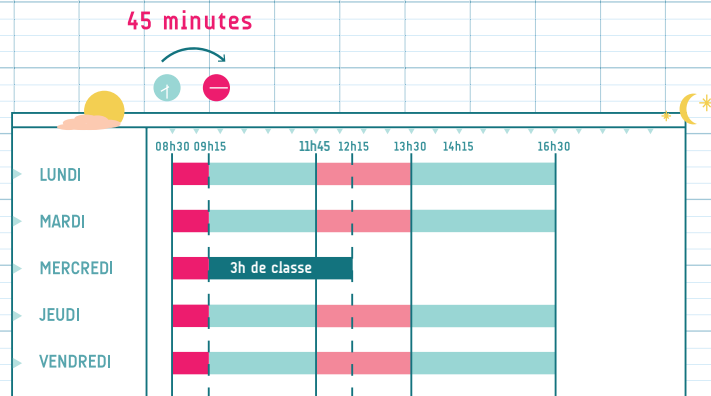 45 minutes
08h30 09h15 11h45 12h15 13h30 14h15 16h30
LUNDI
MARDI
MERCREDI 3h de classe
JEUDI
VENDREDI